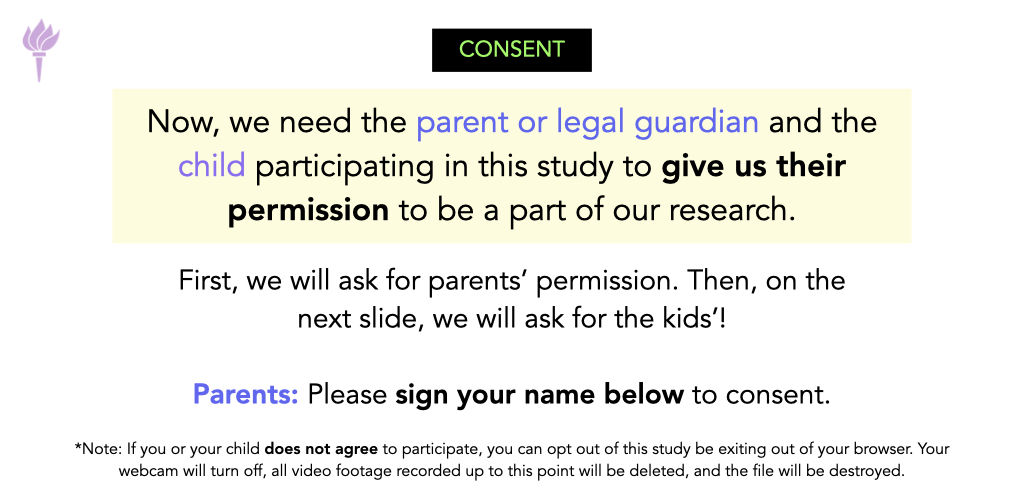 CONSENT
Now, we need the parent or legal guardian and the
child participating in this study to give us their
permission to be a part of our research.
First, we will ask for parents’ permission. Then, on the
next slide, we will ask for the kids’!
Parents: Please sign your name below to consent.
*Note: If you or your child does not agree to participate, you can opt out of this study be exiting out of your browser. Your
webcam will turn off, all video footage recorded up to this point will be deleted, and the file will be destroyed.